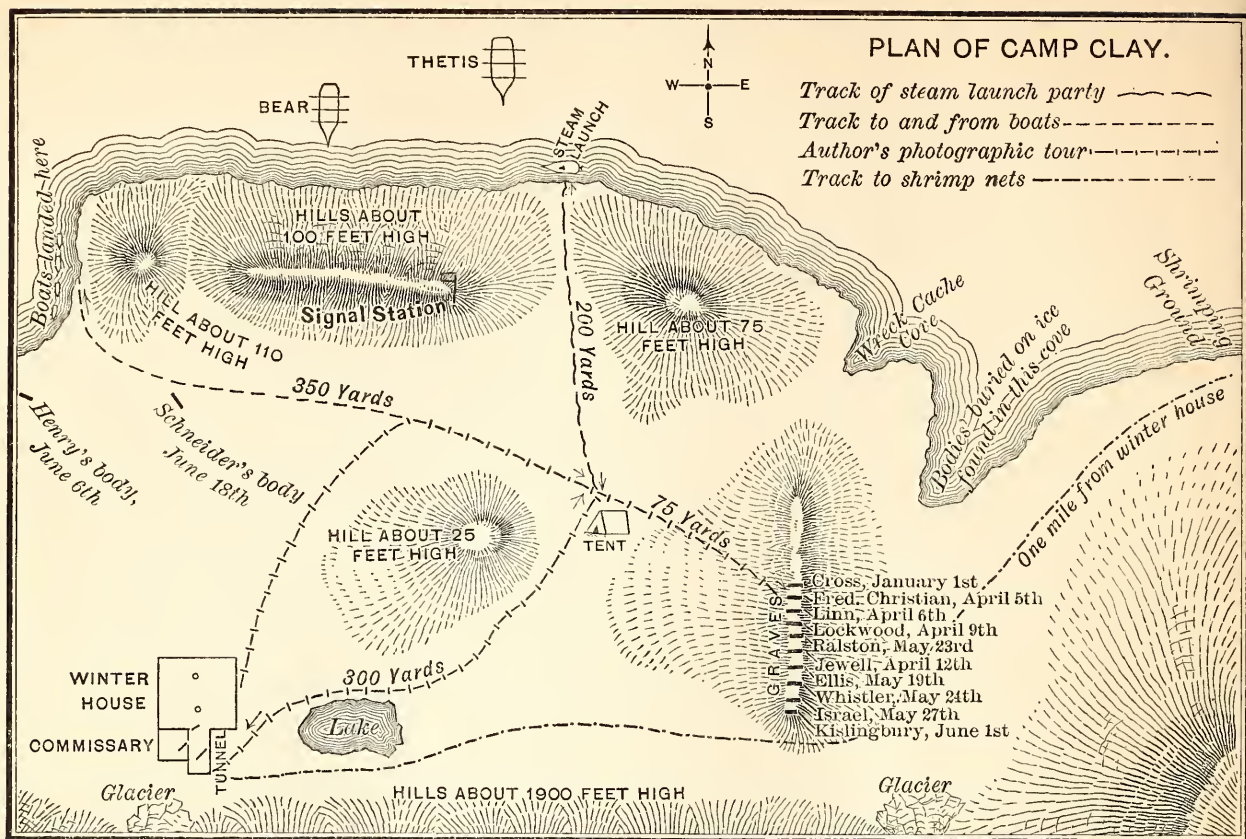 PLAN OF CAMP CLAY.
Track of steam launch party
Track to and from boats
Author's photographic tour
Track to shrimp nets
THETIS
BEAR
N
W E
S
STEAM
LAUNCH
Boats landed here
HILLS ABOUT
100 FEET HIGH
Signal Station
HILL ABOUT 110
FEET HIGH
HILL ABOUT 75
FEET HIGH
200 Yards
Wreck Cache
Cove
Shrimping
Ground
Bodies buried on ice
found in this cove
One mile from winter house
350 Yards
Henry's body,
June 6th
Schneider's body
June 18th
HILL ABOUT 25
FEET HIGH
TENT
75 Yards
GRAVES
Cross, January 1st
Fred. Christian, April 5th
Linn, April 6th
Lockwood, April 9th
Ralston, May 23rd
Jewell, April 12th
Ellis, May 19th
Whistler, May 24th
Israel, May 27th
Kislingbury, June 1st
300 Yards
Lake
WINTER
HOUSE
COMMISSARY
TUNNEL
Glacier
HILLS ABOUT 1900 FEET HIGH
Glacier